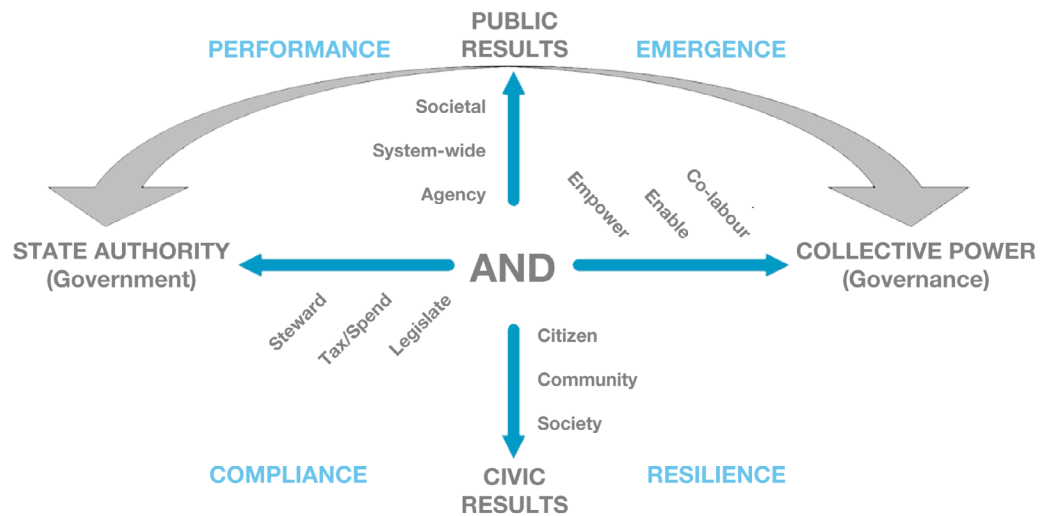 PUBLIC
RESULTS
PERFORMANCE
EMERGENCE
Societal
System-wide
Agency
Empower
Enable
Co-labour
STATE AUTHORITY
(Government)
AND
COLLECTIVE POWER
(Governance)
Steward
Tax/Spend
Legislate
Citizen
Community
Society
COMPLIANCE
CIVIC
RESULTS
RESILIENCE